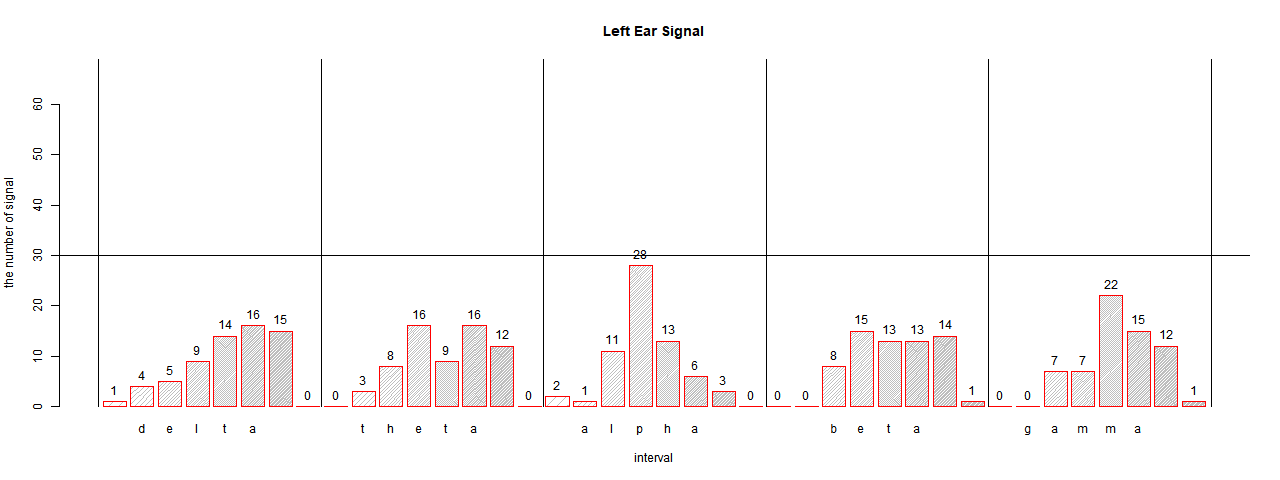 Left Ear Signal
the number of signal
60
50
40
30
20
10
0
1 4 5 9 14 16 15 0 0 3 8 16 9 16 12 0 2 1 11 28 13 6 3 0 0 0 8 15 13 13 14 1 0 0 7 7 22 15 12 1
d e l t a t h e t a a l p h a b e t a g a m m a
interval